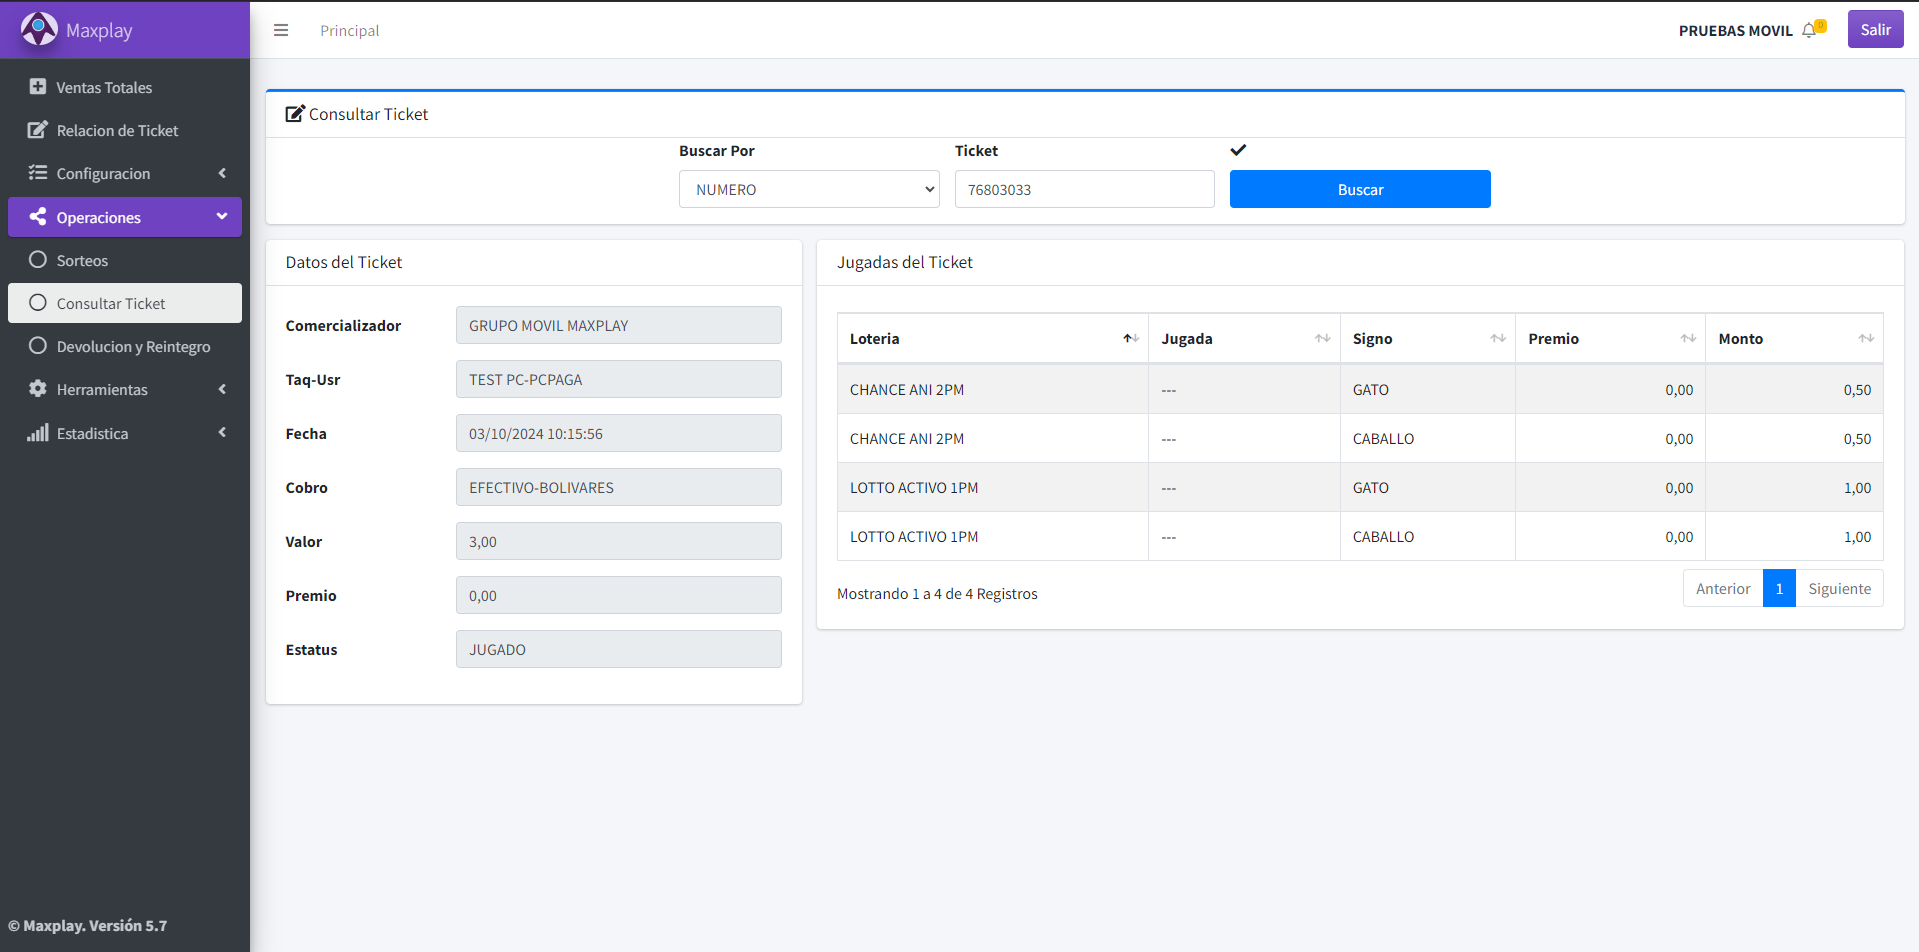 Maxplay
Principal
PRUEBAS MOVIL
0
Salir
Ventas Totales
Relacion de Ticket
Configuracion
Operaciones
Sorteos
Consultar Ticket
Devolucion y Reintegro
Herramientas
Estadistica
© Maxplay. Versión 5.7
Consultar Ticket
Buscar Por
Ticket
NUMERO
76803033
Buscar
Datos del Ticket
Comercializador GRUPO MOVIL MAXPLAY
Taq-Usr TEST PC-PCPAGA
Fecha 03/10/2024 10:15:56
Cobro EFECTIVO-BOLIVARES
Valor 3,00
Premio 0,00
Estatus JUGADO
Jugadas del Ticket
Loteria Jugada Signo Premio Monto
CHANCE ANI 2PM --- GATO 0,00 0,50
CHANCE ANI 2PM --- CABALLO 0,00 0,50
LOTTO ACTIVO 1PM --- GATO 0,00 1,00
LOTTO ACTIVO 1PM --- CABALLO 0,00 1,00
Mostrando 1 a 4 de 4 Registros
Anterior 1 Siguiente